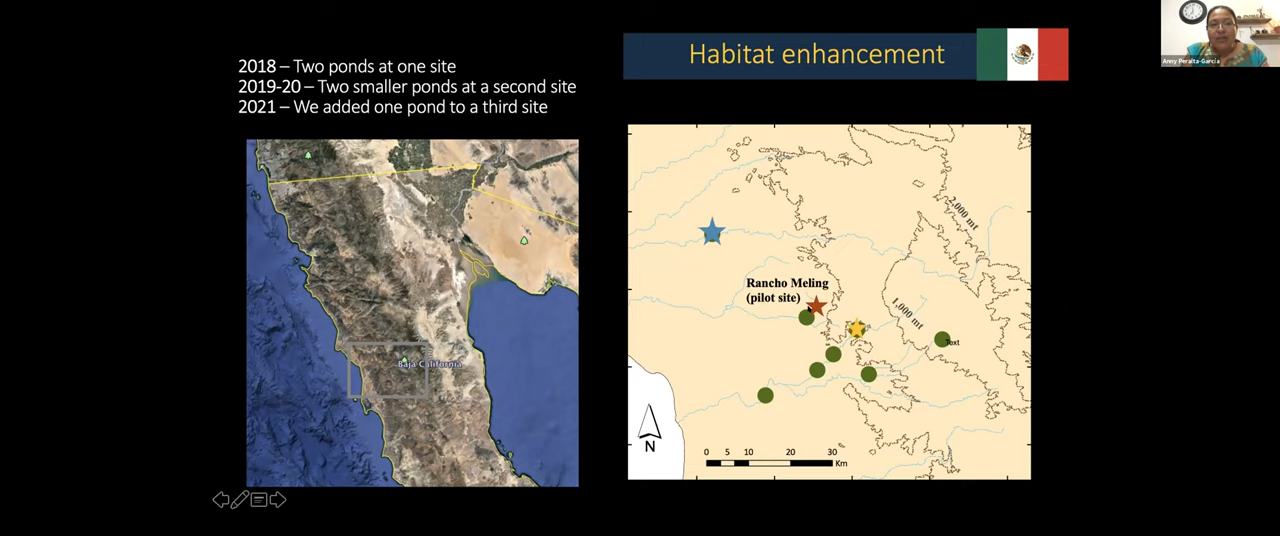 2018 – Two ponds at one site
2019-20 – Two smaller ponds at a second site
2021 – We added one pond to a third site
Habitat enhancement
Anny Peralta-García
Baja California
2,000 mt
Rancho Meling
(pilot site)
1,000 mt
Text
N
0 5 10 20 30
Km